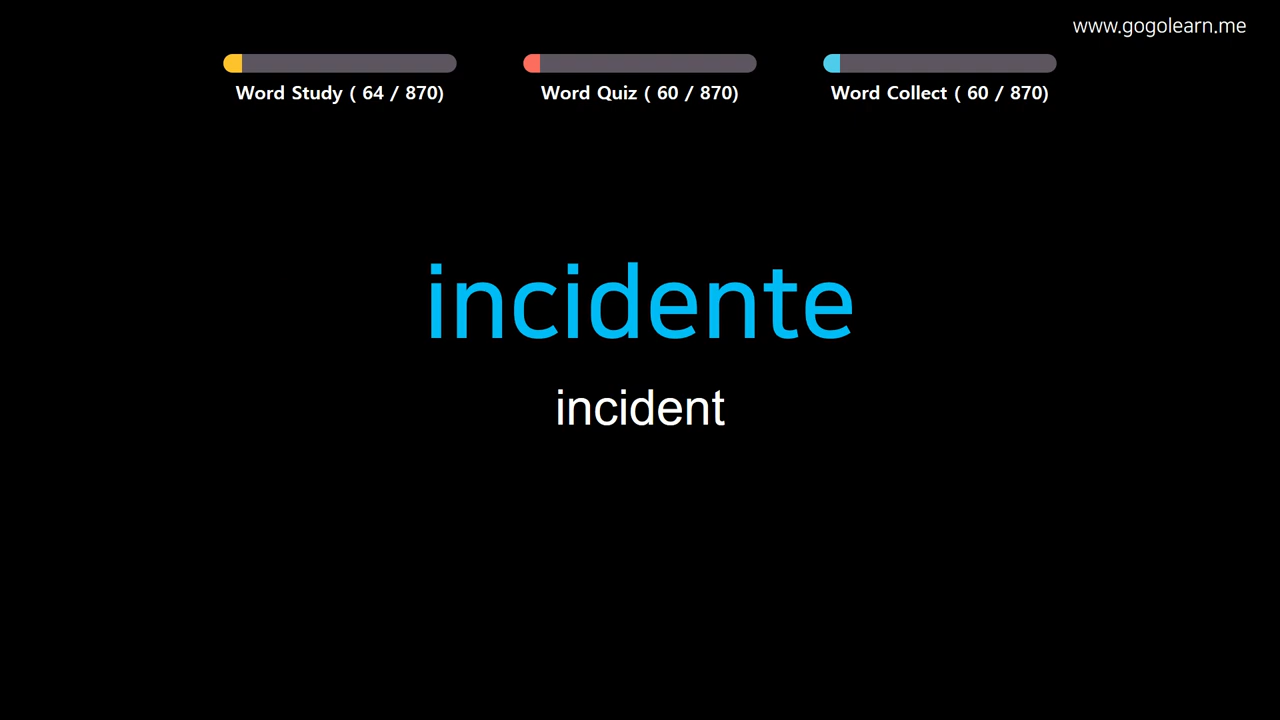 www.gogolearn.me
Word Study ( 64 / 870)
Word Quiz ( 60 / 870)
Word Collect ( 60 / 870)
incidente
incident